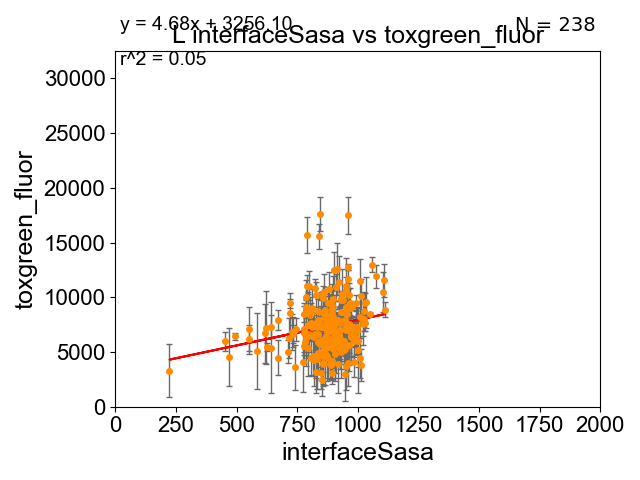 y = 4.68x + 3256.10
N = 238
L interfaceSasa vs toxgreen_fluor
r^2 = 0.05
toxgreen_fluor
30000
25000
20000
15000
10000
5000
0
0 250 500 750 1000 1250 1500 1750 2000
interfaceSasa